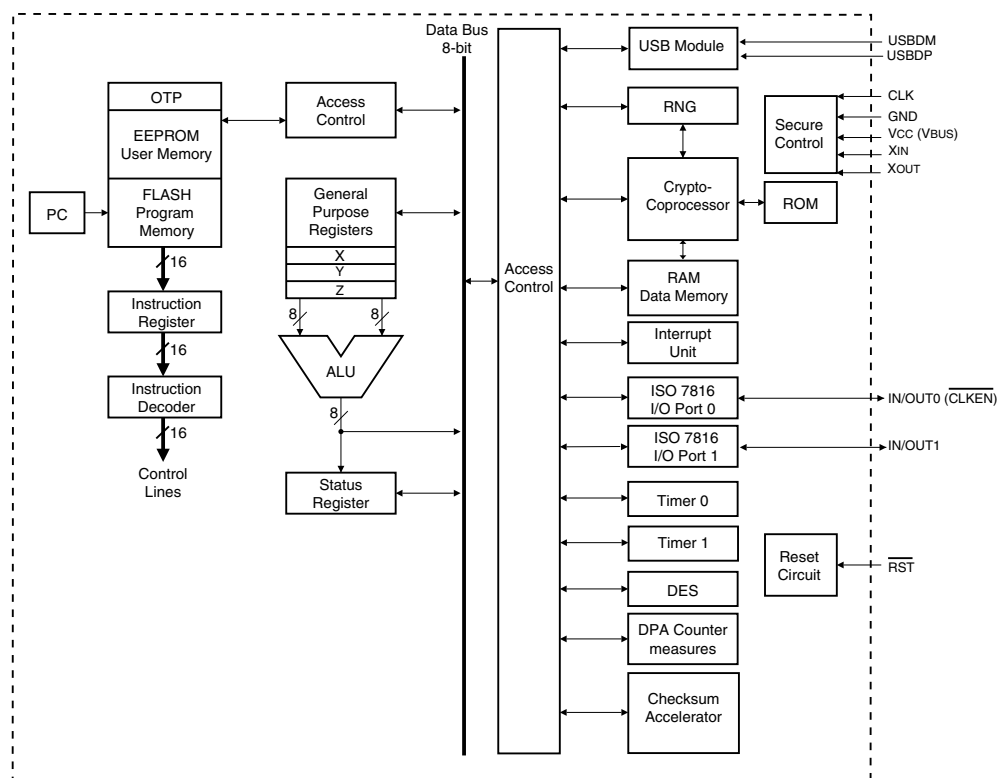 Data Bus
8-bit
OTP
EEPROM
User Memory
FLASH
Program
Memory
PC
16
Instruction
Register
16
Instruction
Decoder
16
Control
Lines
Access
Control
General
Purpose
Registers
X
Y
Z
8
8
ALU
8
Status
Register
Access
Control
USB Module
RNG
Crypto-
Coprocessor
ROM
RAM
Data Memory
Interrupt
Unit
ISO 7816
I/O Port 0
ISO 7816
I/O Port 1
Timer 0
Timer 1
DES
DPA Counter
measures
Checksum
Accelerator
Secure
Control
Reset
Circuit
USBDM
USBDP
CLK
GND
VCC (VBUS)
XIN
XOUT
IN/OUT0 (CLKEN)
IN/OUT1
RST